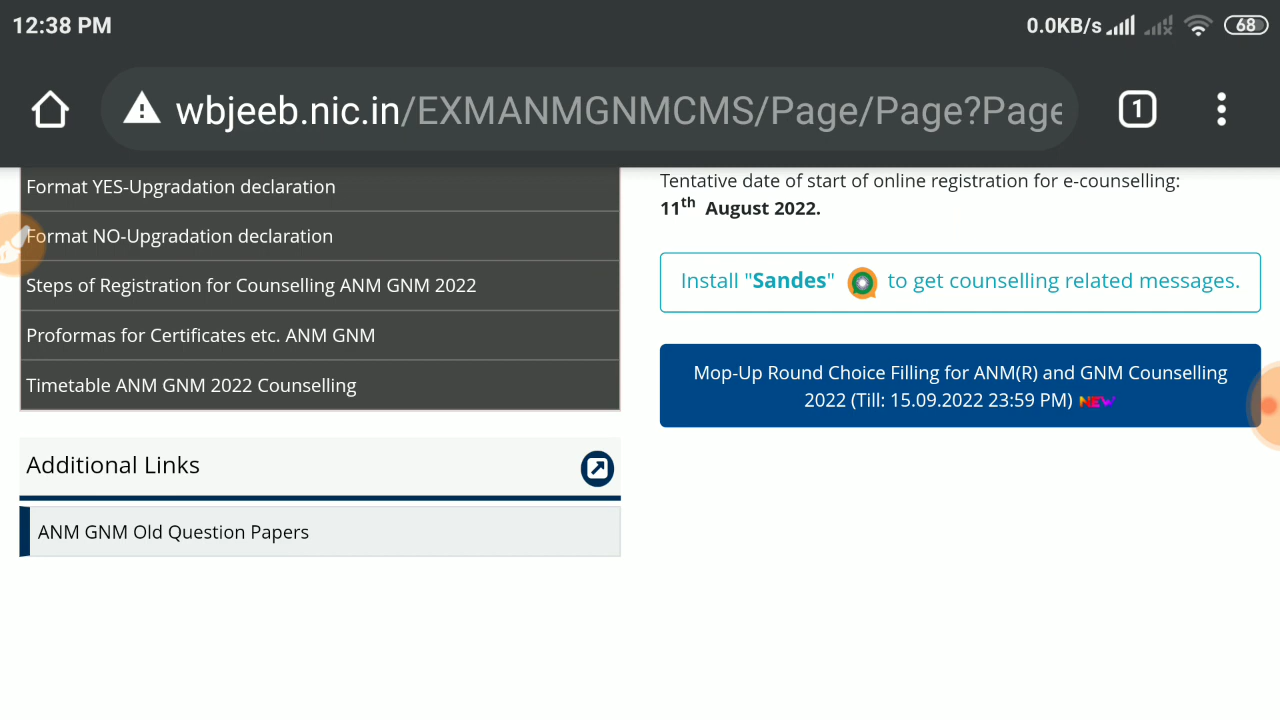 12:38 PM
0.0KB/s
68
wbjeeb.nic.in/EXMANMGNMCMS/Page/Page?Page
1
Format YES-Upgradation declaration
Format NO-Upgradation declaration
Steps of Registration for Counselling ANM GNM 2022
Proformas for Certificates etc. ANM GNM
Timetable ANM GNM 2022 Counselling
Additional Links
ANM GNM Old Question Papers
Tentative date of start of online registration for e-counselling:
11th August 2022.
Install "Sandes" to get counselling related messages.
Mop-Up Round Choice Filling for ANM(R) and GNM Counselling
2022 (Till: 15.09.2022 23:59 PM) NEW